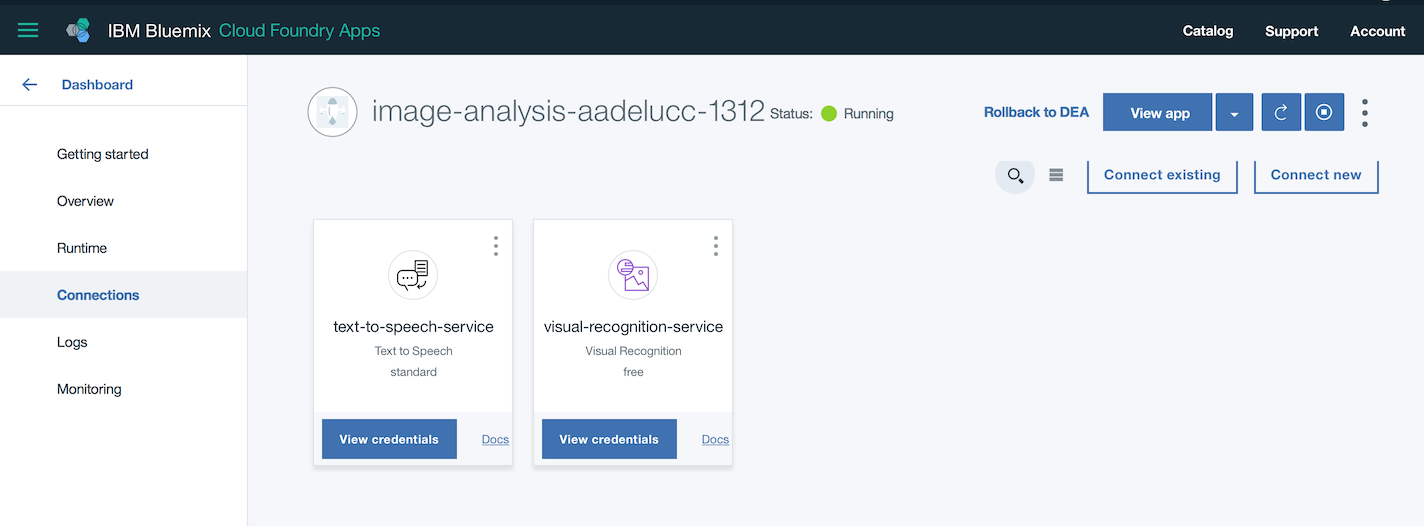 IBM Bluemix Cloud Foundry Apps
Catalog Support Account
Dashboard
Getting started
Overview
Runtime
Connections
Logs
Monitoring
image-analysis-aadelucc-1312 Status: Running
Rollback to DEA View app
Connect existing Connect new
text-to-speech-service
Text to Speech
standard
View credentials Docs
visual-recognition-service
Visual Recognition
free
View credentials Docs